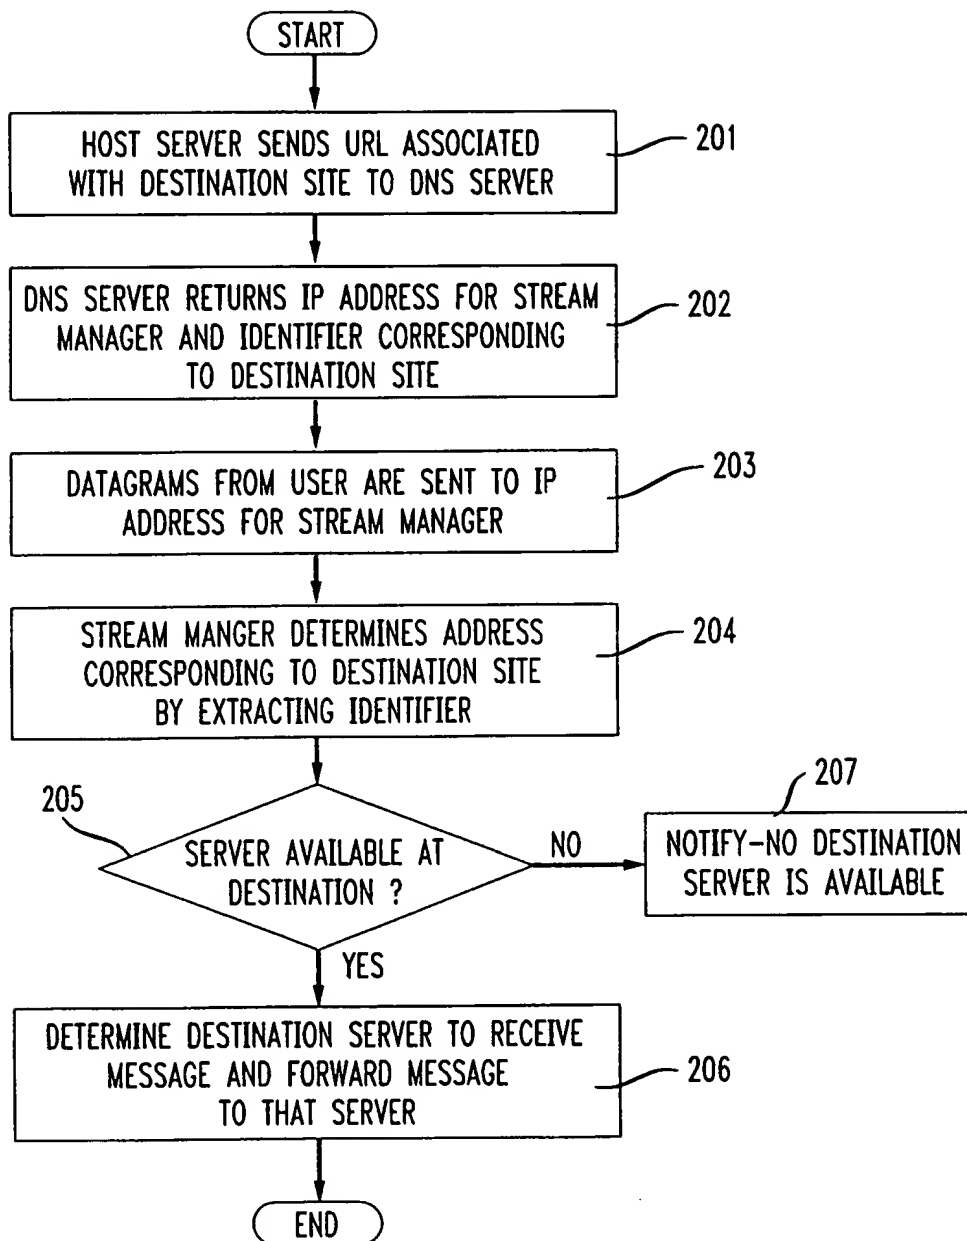 START
HOST SERVER SENDS URL ASSOCIATED
WITH DESTINATION SITE TO DNS SERVER
201
DNS SERVER RETURNS IP ADDRESS FOR STREAM
MANAGER AND IDENTIFIER CORRESPONDING
TO DESTINATION SITE
202
DATAGRAMS FROM USER ARE SENT TO IP
ADDRESS FOR STREAM MANAGER
203
STREAM MANGER DETERMINES ADDRESS
CORRESPONDING TO DESTINATION SITE
BY EXTRACTING IDENTIFIER
204
205
SERVER AVAILABLE AT
DESTINATION ?
NO
207
NOTIFY-NO DESTINATION
SERVER IS AVAILABLE
YES
DETERMINE DESTINATION SERVER TO RECEIVE
MESSAGE AND FORWARD MESSAGE
TO THAT SERVER
206
END